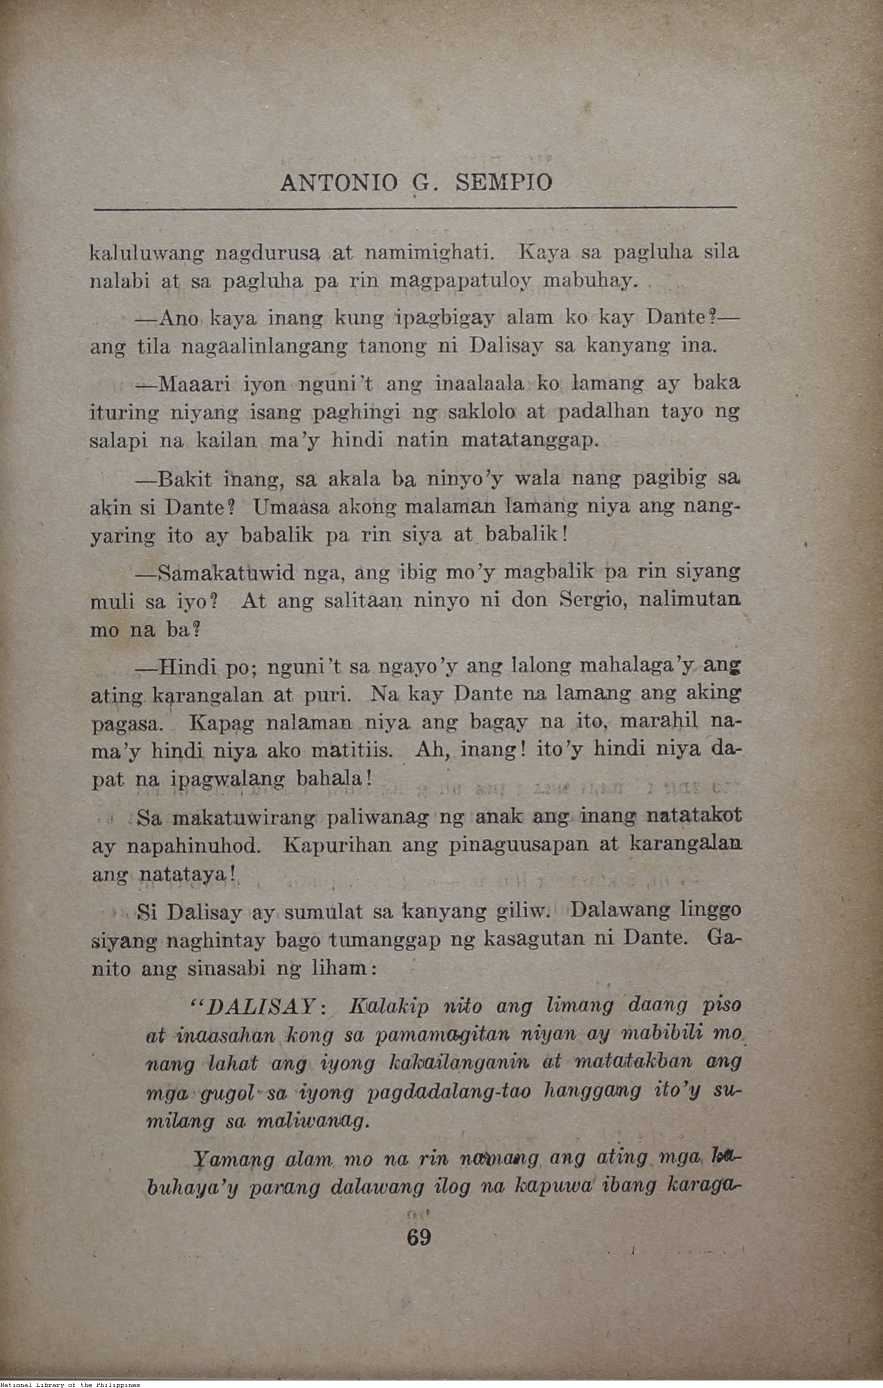 ANTONIO G. SEMPIO
kaluluwang nagdurusa at namimighati. Kaya sa pagluha sila
nalabi at sa pagluha pa rin magpapatuloy mabuhay.
—Ano kaya inang kung ipagbigay alam ko kay Dante?—
ang tila nagaalinlangang tanong ni Dalisay sa kanyang ina.
—Maaari iyon nguni't ang inaalaala ko lamang ay baka
ituring niyang isang paghingi ng saklolo at padalhan tayo ng
salapi na kailan ma'y hindi natin matatanggap.
—Bakit inang, sa akala ba ninyo'y wala nang pagibig sa
akin si Dante? Umaasa akong malaman lamang niya ang nang-
yaring ito ay babalik pa rin siya at babalik!
—Samakatuwid nga, ang ibig mo'y magbalik pa rin siyang
muli sa iyo? At ang salitaan ninyo ni don Sergio, nalimutan
mo na ba?
—Hindi po; nguni't sa ngayo'y ang lalong mahalaga'y ang
ating karangalan at puri. Na kay Dante na lamang ang aking
pagasa. Kapag nalaman niya ang bagay na ito, marahil na-
ma'y hindi niya ako matitiis. Ah, inang! ito'y hindi niya da-
pat na ipagwalang bahala!
Sa makatuwirang paliwanag ng anak ang inang natatakot
ay napahinuhod. Kapurihan ang pinaguusapan at karangalan
ang natataya!
Si Dalisay ay sumulat sa kanyang giliw. Dalawang linggo
siyang naghintay bago tumanggap ng kasagutan ni Dante. Ga-
nito ang sinasabi ng liham:
"DALISAY: Kalakip nito ang limang daang piso
at inaasahan kong sa pamamagitan niyan ay mabibili mo
nang lahat ang iyong kakailanganin at matatakban ang
mga gugol sa iyong pagdadalang-tao hanggang ito'y su-
milang sa maliwanag.
Yamang alam mo na rin namang ang ating mga ka-
buhaya'y parang dalawang ilog na kapuwa ibang karaga-
69
National Library of the Philippines